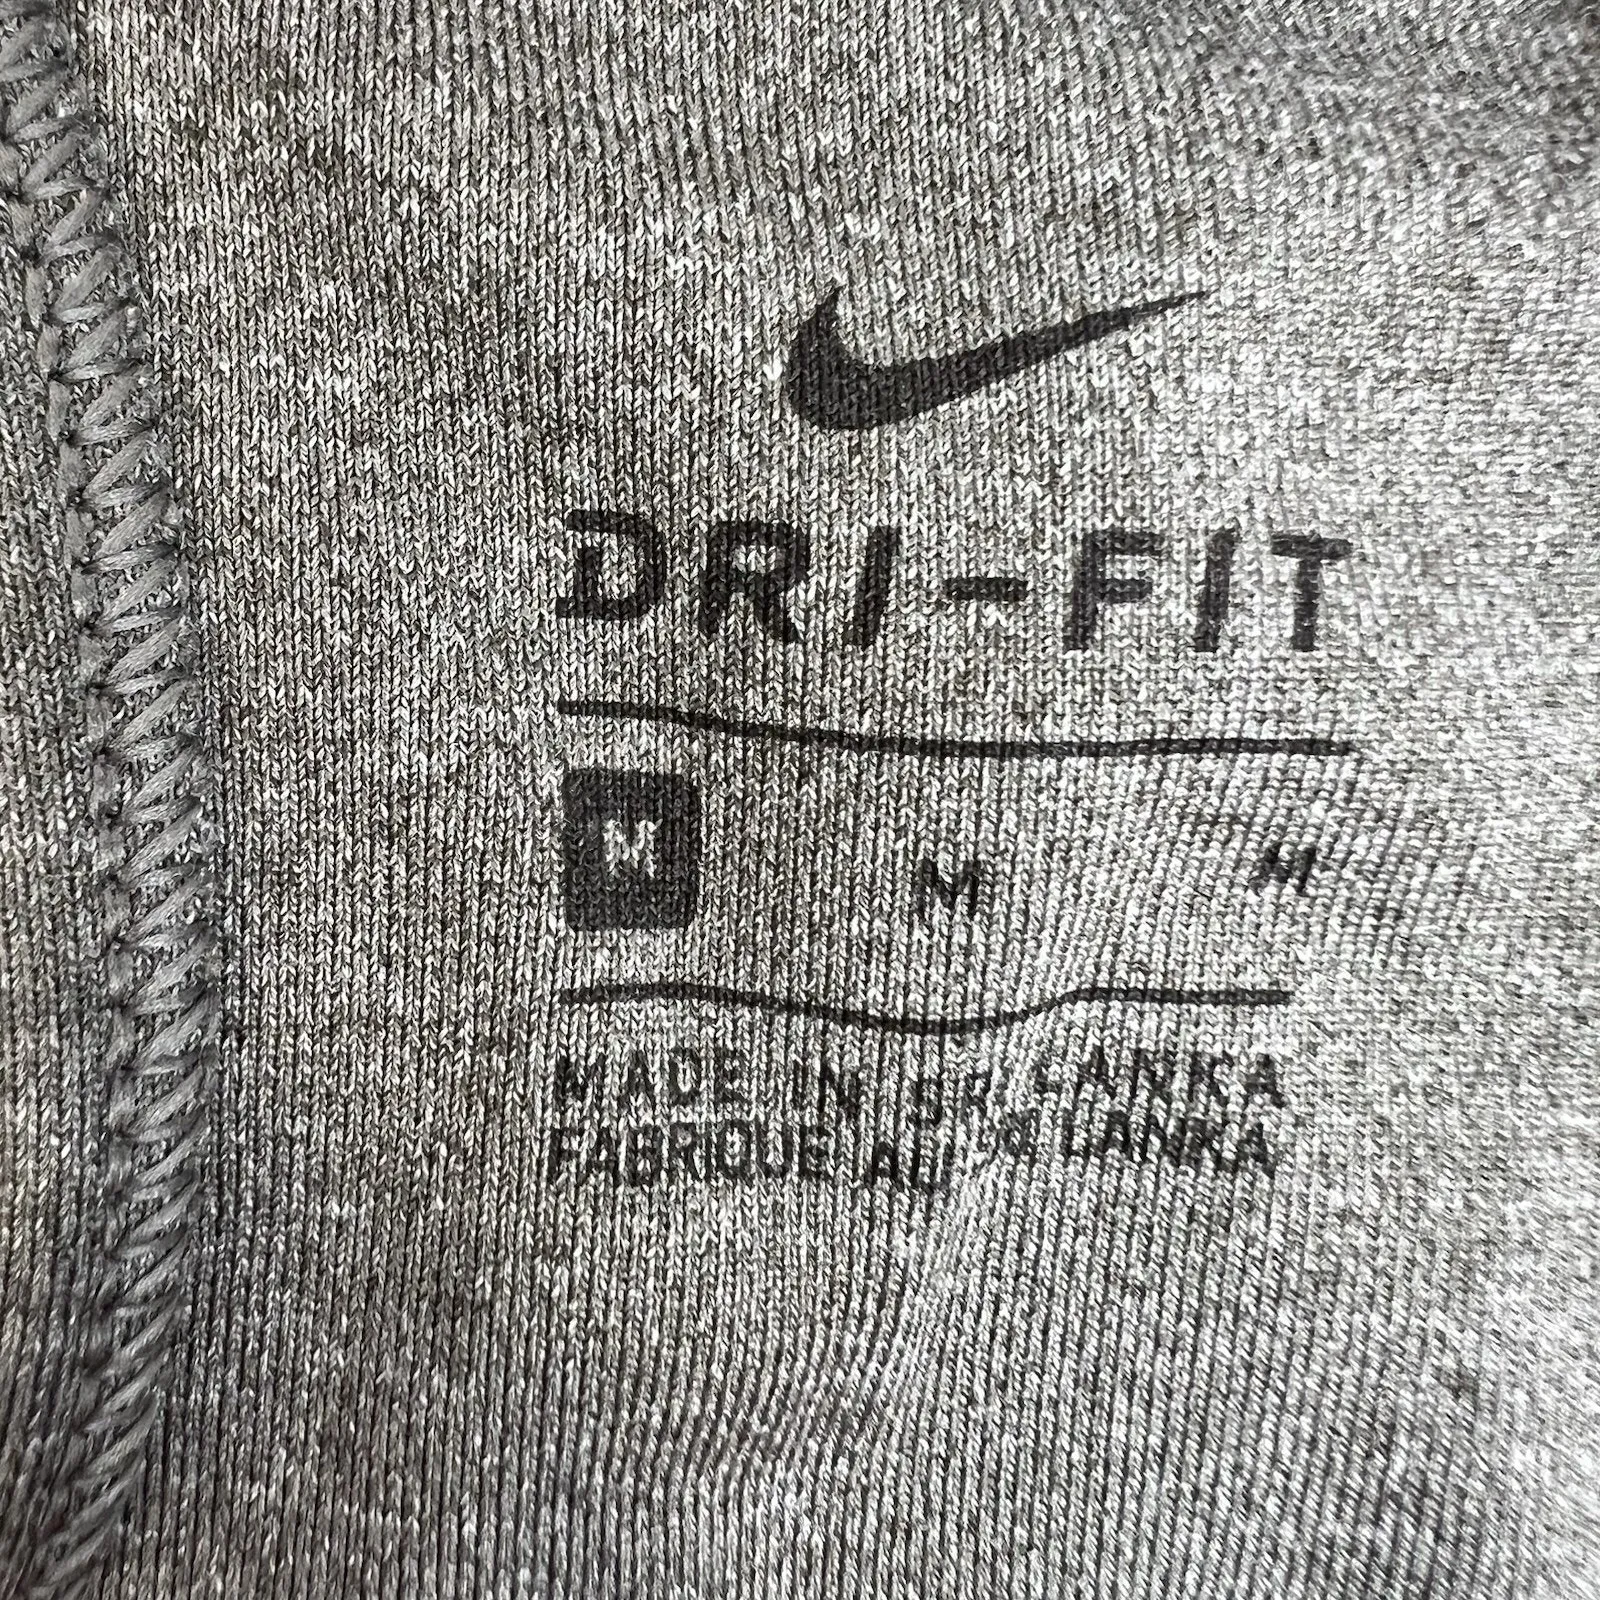 DRI-FIT
M M M
MADE IN SRI LANKA
FABRIQUE AU SRI LANKA